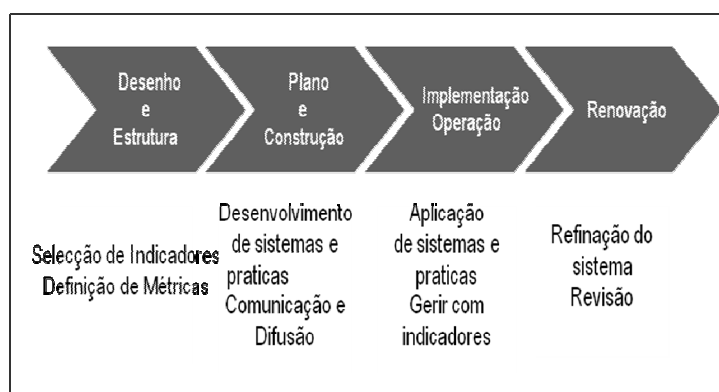 Desenho
e
Estrutura
Plano
e
Construção
Implementação
Operação
Renovação
Selecção de Indicadores
Definição de Métricas
Desenvolvimento
de sistemas e
praticas
Comunicação e
Difusão
Aplicação
de sistemas e
praticas
Gerir com
indicadores
Refinação do
sistema
Revisão